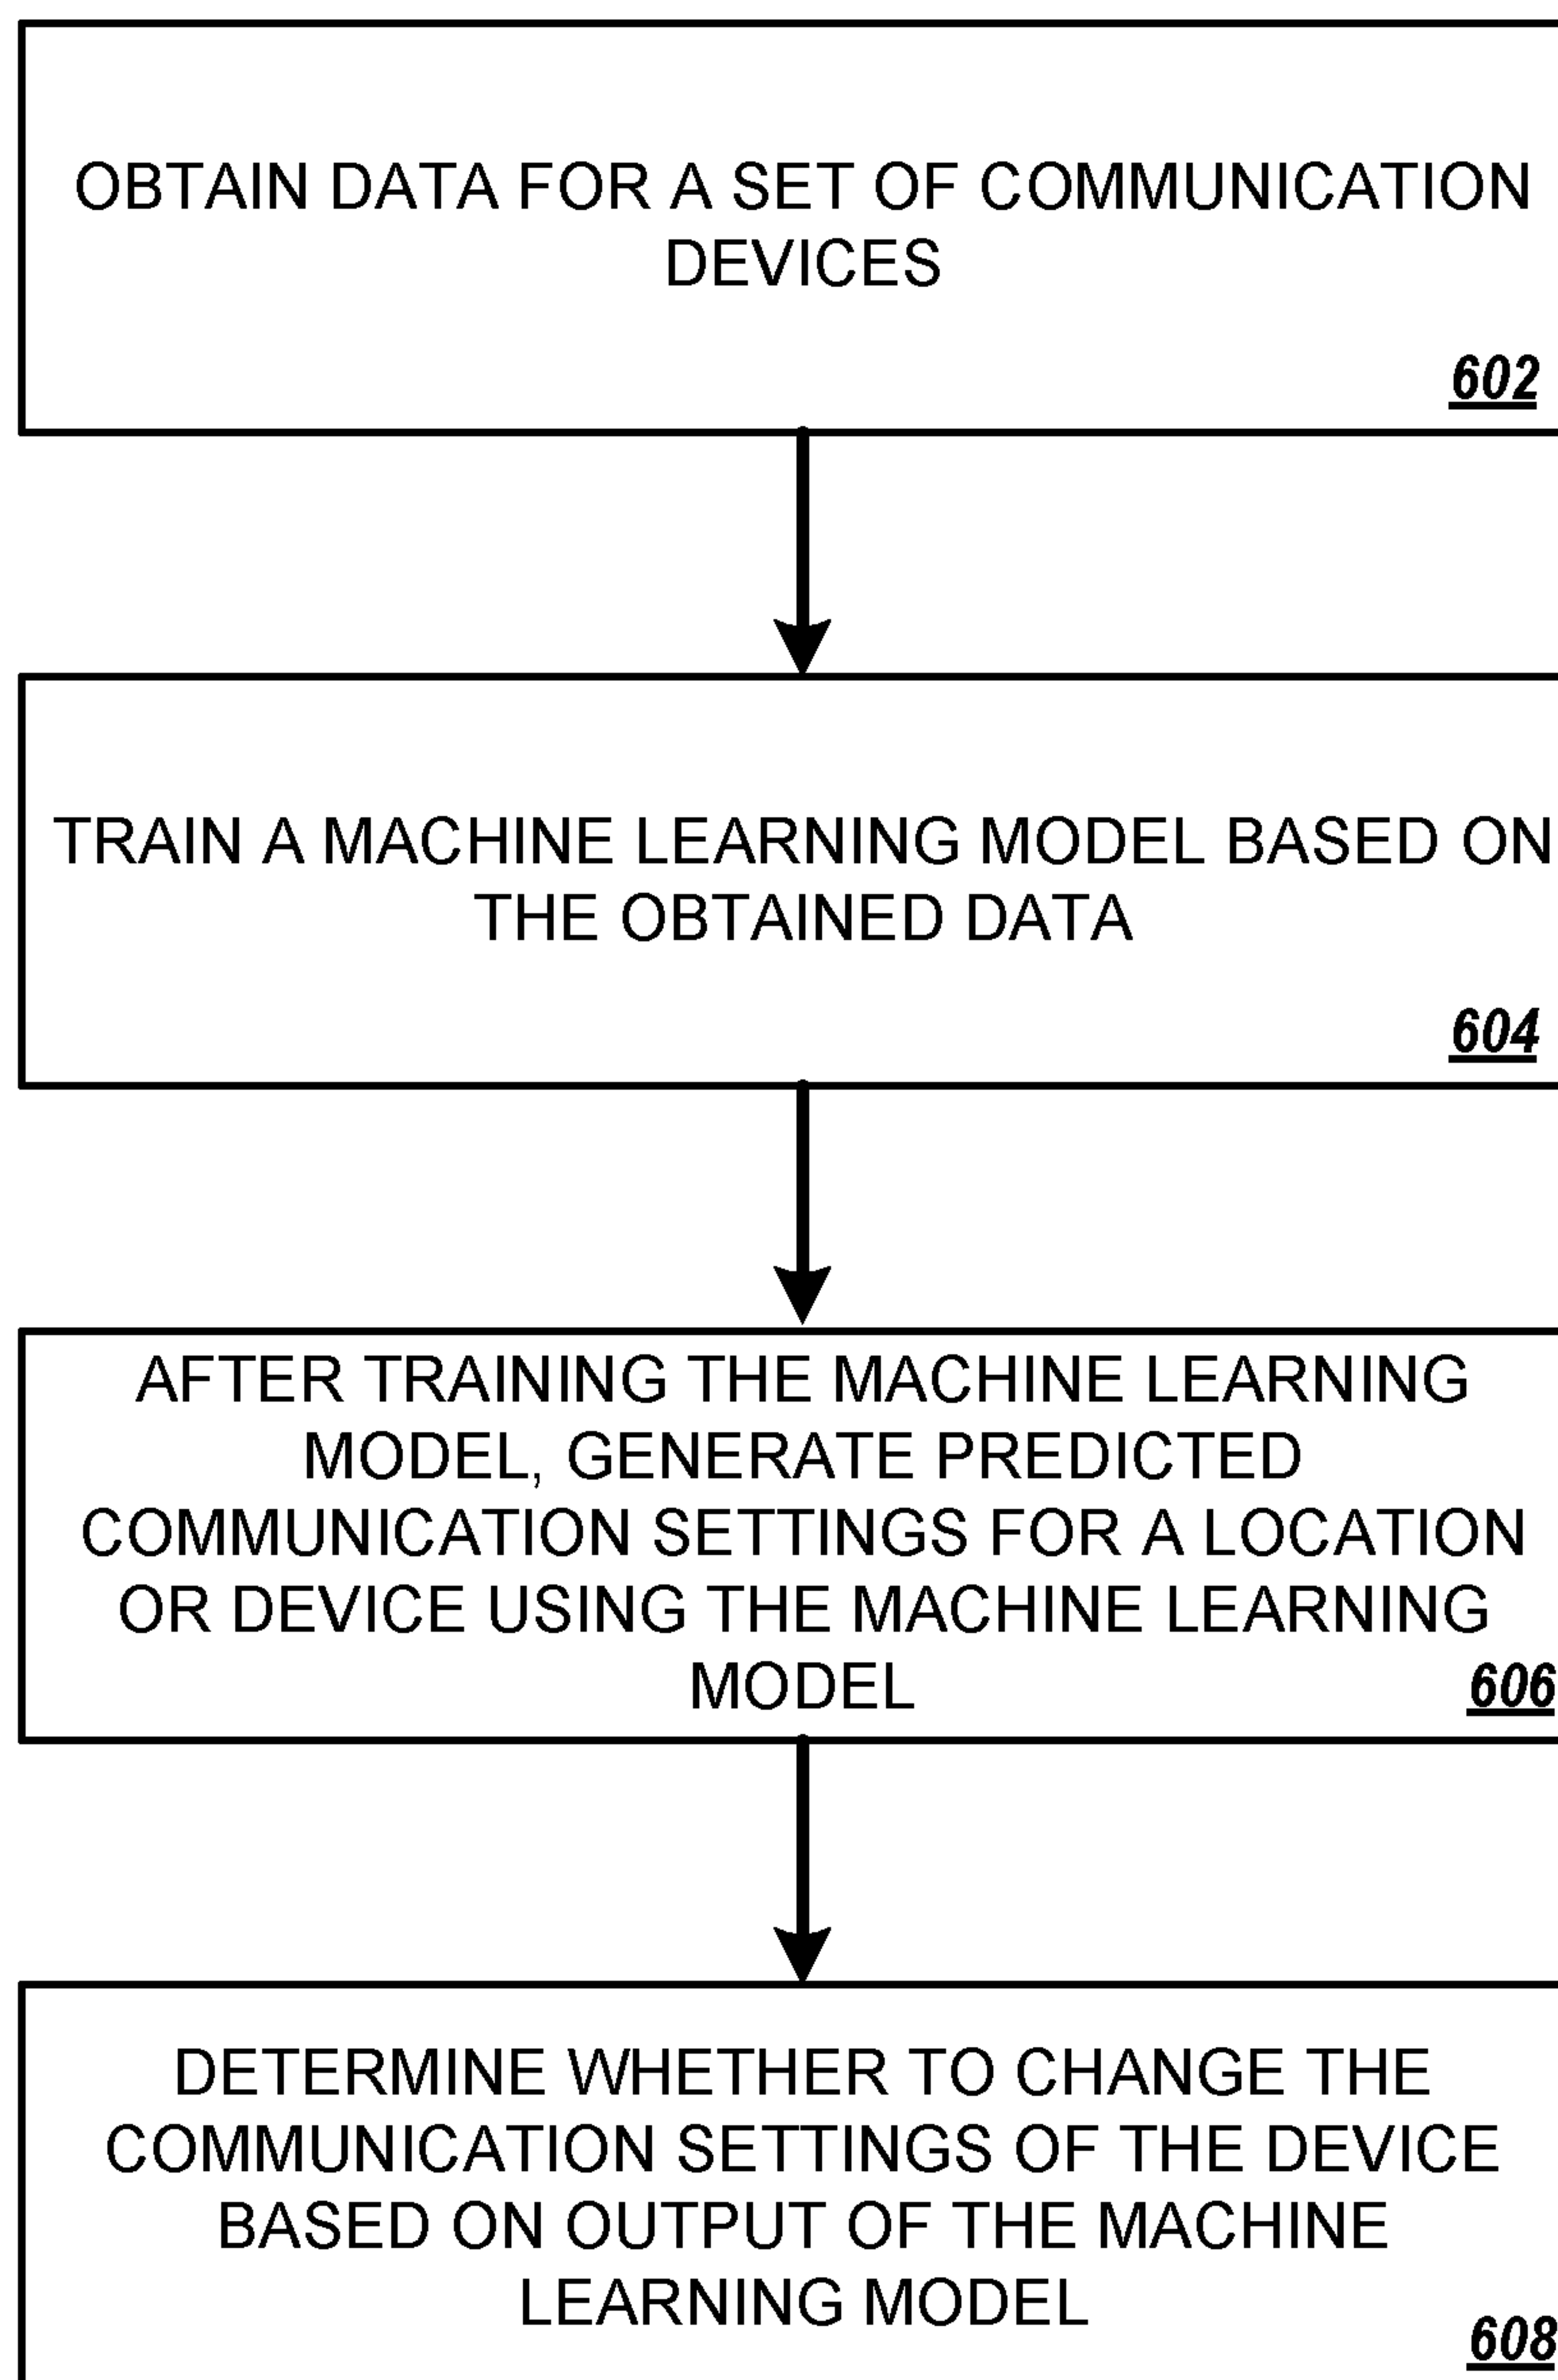 OBTAIN DATA FOR A SET OF COMMUNICATION
DEVICES
602
TRAIN A MACHINE LEARNING MODEL BASED ON
THE OBTAINED DATA
604
AFTER TRAINING THE MACHINE LEARNING
MODEL, GENERATE PREDICTED
COMMUNICATION SETTINGS FOR A LOCATION
OR DEVICE USING THE MACHINE LEARNING
MODEL
606
DETERMINE WHETHER TO CHANGE THE
COMMUNICATION SETTINGS OF THE DEVICE
BASED ON OUTPUT OF THE MACHINE
LEARNING MODEL
608